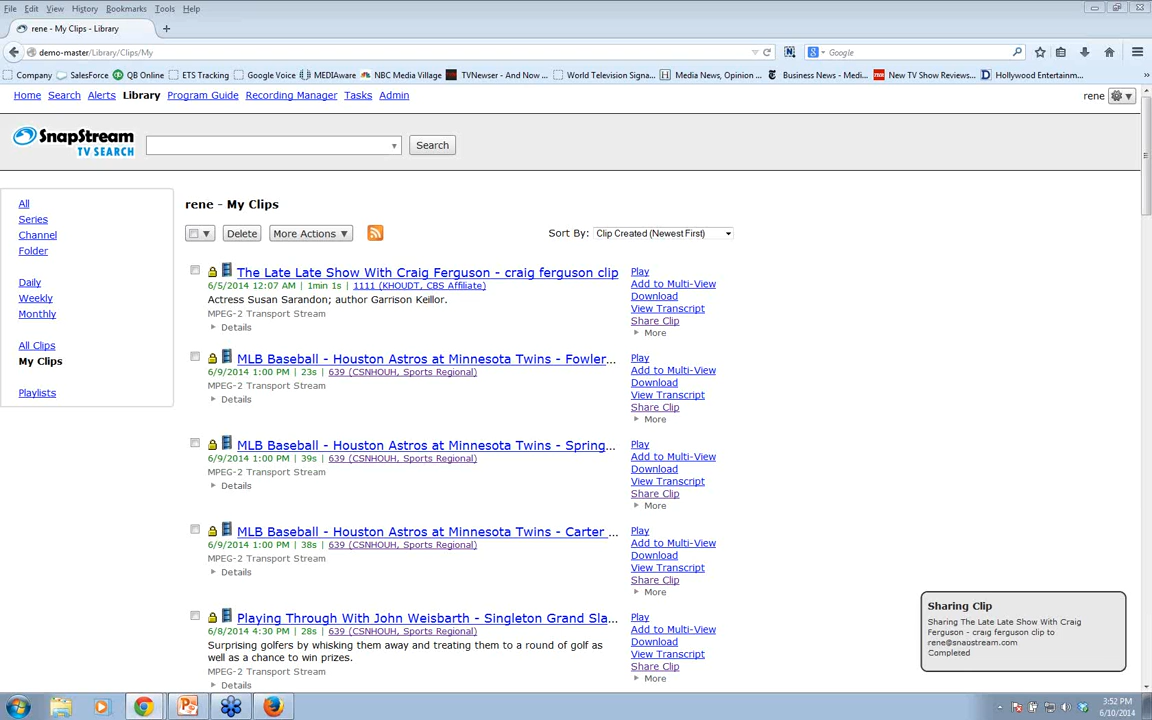 File Edit View History Bookmarks Tools Help
rene - My Clips - Library
demo-master/Library/Clips/My
Google
Company SalesForce QB Online ETS Tracking Google Voice MEDIAware NBC Media Village TVNewser - And Now ... World Television Signa... Media News, Opinion ... Business News - Medi... New TV Show Reviews... Hollywood Entertainm...
Home Search Alerts Library Program Guide Recording Manager Tasks Admin
rene
SnapStream
TV SEARCH
Search
All
Series
Channel
Folder
Daily
Weekly
Monthly
All Clips
My Clips
Playlists
rene - My Clips
Delete More Actions
Sort By: Clip Created (Newest First)
The Late Late Show With Craig Ferguson - craig ferguson clip
6/5/2014 12:07 AM | 1min 1s | 1111 (KHOUDT, CBS Affiliate)
Actress Susan Sarandon; author Garrison Keillor.
MPEG-2 Transport Stream
Details
Play
Add to Multi-View
Download
View Transcript
Share Clip
More
MLB Baseball - Houston Astros at Minnesota Twins - Fowler...
6/9/2014 1:00 PM | 23s | 639 (CSNHOUH, Sports Regional)
MPEG-2 Transport Stream
Details
Play
Add to Multi-View
Download
View Transcript
Share Clip
More
MLB Baseball - Houston Astros at Minnesota Twins - Spring...
6/9/2014 1:00 PM | 39s | 639 (CSNHOUH, Sports Regional)
MPEG-2 Transport Stream
Details
Play
Add to Multi-View
Download
View Transcript
Share Clip
More
MLB Baseball - Houston Astros at Minnesota Twins - Carter ...
6/9/2014 1:00 PM | 38s | 639 (CSNHOUH, Sports Regional)
MPEG-2 Transport Stream
Details
Play
Add to Multi-View
Download
View Transcript
Share Clip
More
Playing Through With John Weisbarth - Singleton Grand Sla...
6/8/2014 4:30 PM | 28s | 639 (CSNHOUH, Sports Regional)
Surprising golfers by whisking them away and treating them to a round of golf as
well as a chance to win prizes.
MPEG-2 Transport Stream
Details
Play
Add to Multi-View
Download
View Transcript
Share Clip
More
Sharing Clip
Sharing The Late Late Show With Craig
Ferguson - craig ferguson clip to
rene@snapstream.com
Completed
3:52 PM
6/10/2014